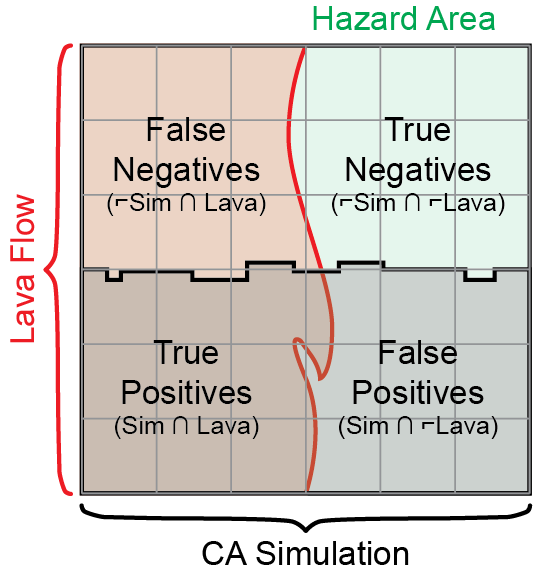 Hazard Area
False
Negatives
(⌐Sim ∩ Lava)
True
Negatives
(⌐Sim ∩ ⌐Lava)
Lava Flow
True
Positives
(Sim ∩ Lava)
False
Positives
(Sim ∩ ⌐Lava)
CA Simulation